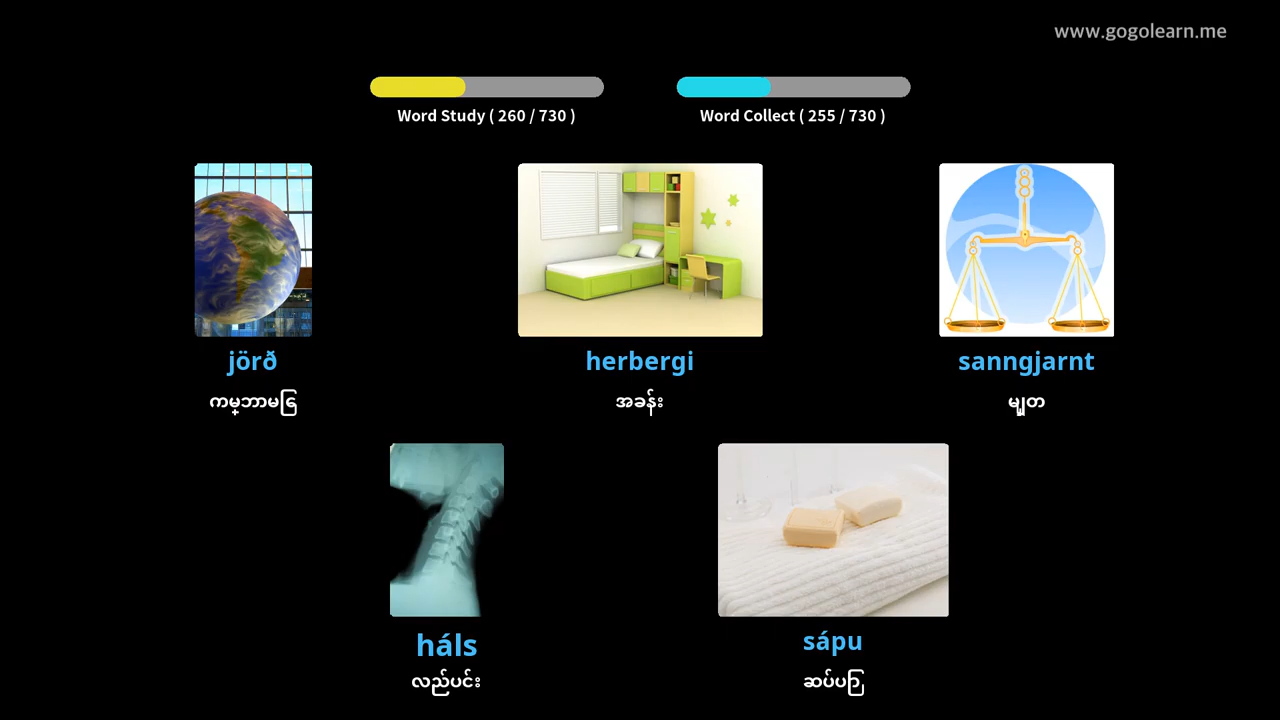 www.gogolearn.me
Word Study ( 260 / 730 )
Word Collect ( 255 / 730 )
jörð
herbergi
sanngjarnt
ကမ္ဘာမြေ
အခန်း
မျှတ
háls
sápu
လည်ပင်း
ဆပ်ပြာ